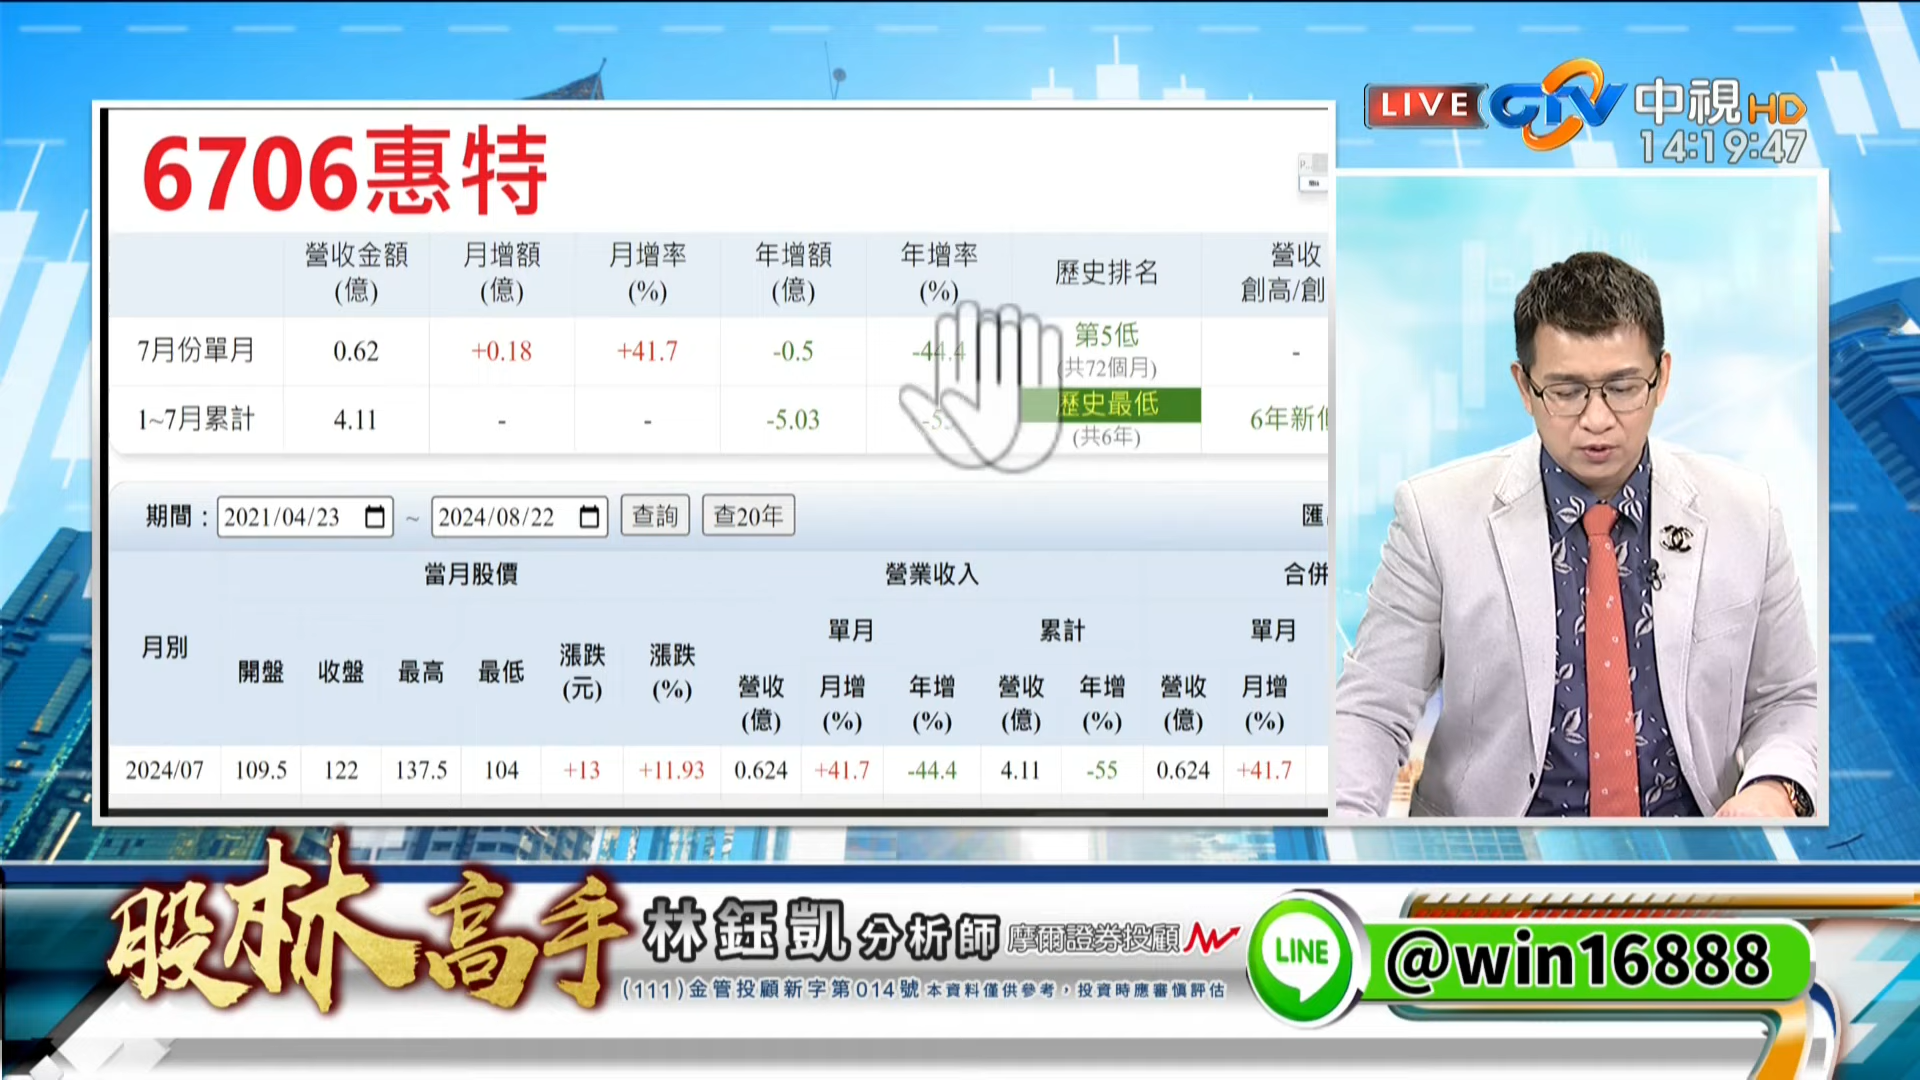 LIVE CTV 中視HD
14:19:47
6706惠特
營收金額(億) 月增額(億) 月增率(%) 年增額(億) 年增率(%) 歷史排名 營收創高/創
7月份單月 0.62 +0.18 +41.7 -0.5 -44.4 第5低(共72個月) -
1~7月累計 4.11 - - -5.03 歷史最低(共6年) 6年新低
期間：2021/04/23 ~ 2024/08/22 查詢 查20年 匯
當月股價 營業收入 合併
單月 累計 單月
月別 開盤 收盤 最高 最低 漲跌(元) 漲跌(%) 營收(億) 月增(%) 年增(%) 營收(億) 年增(%) 營收(億) 月增(%)
2024/07 109.5 122 137.5 104 +13 +11.93 0.624 +41.7 -44.4 4.11 -55 0.624 +41.7
股林高手 林鈺凱分析師 摩爾證券投顧
(111)金管投顧新字第014號 本資料僅供參考，投資時應審慎評估
LINE @win16888